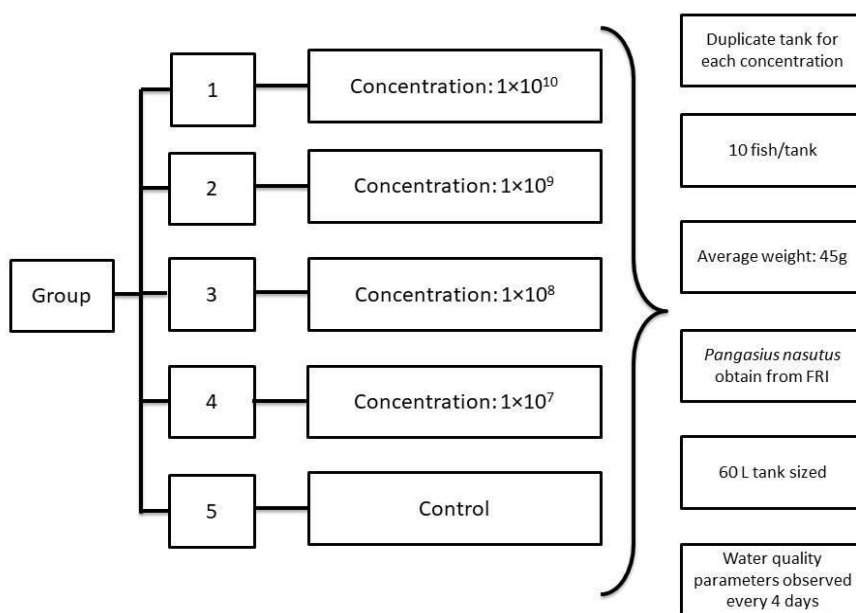 Group
1
Concentration: 1×10¹⁰
2
Concentration: 1×10⁹
3
Concentration: 1×10⁸
4
Concentration: 1×10⁷
5
Control
Duplicate tank for
each concentration
10 fish/tank
Average weight: 45g
Pangasius nasutus
obtain from FRI
60 L tank sized
Water quality
parameters observed
every 4 days